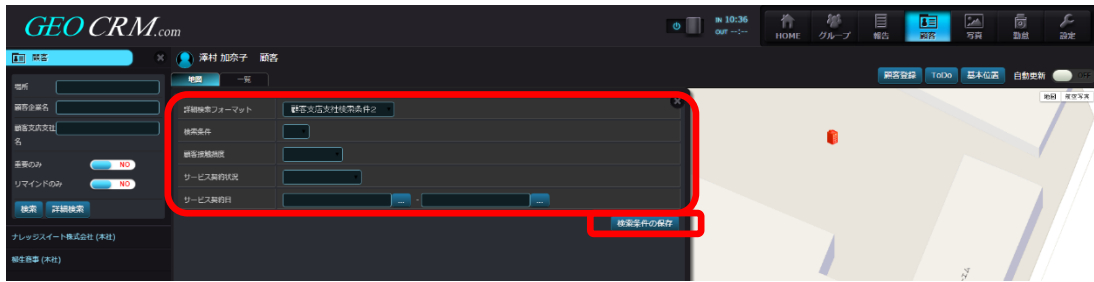 GEO CRM.com
IN 10:36
OUT --:--
HOME
グループ
報告
顧客
写真
勤怠
設定
顧客
澤村 加奈子 顧客
顧客登録
ToDo
基本位置
自動更新
OFF
地図
一覧
地図
航空写真
場所
顧客企業名
顧客支店支社名
重要のみ
NO
リマインドのみ
NO
検索
詳細検索
ナレッジスイート株式会社 (本社)
柳生商事 (本社)
詳細検索フォーマット
顧客支店支社検索条件2
検索条件
顧客接触頻度
サービス契約状況
サービス契約日
...
-
...
検索条件の保存